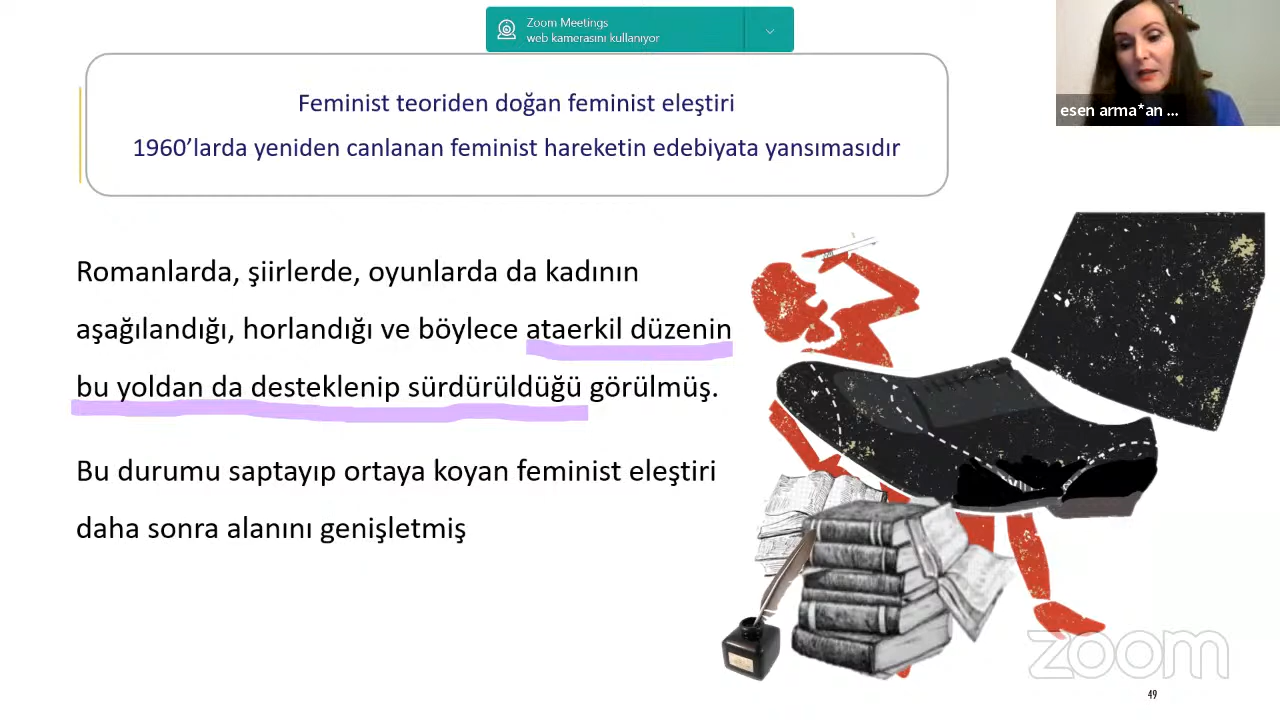 Zoom Meetings
web kamerasını kullanıyor
esen arma*an ...
Feminist teoriden doğan feminist eleştiri
1960’larda yeniden canlanan feminist hareketin edebiyata yansımasıdır
Romanlarda, şiirlerde, oyunlarda da kadının
aşağılandığı, horlandığı ve böylece ataerkil düzenin
bu yoldan da desteklenip sürdürüldüğü görülmüş.
Bu durumu saptayıp ortaya koyan feminist eleştiri
daha sonra alanını genişletmiş
zoom
49